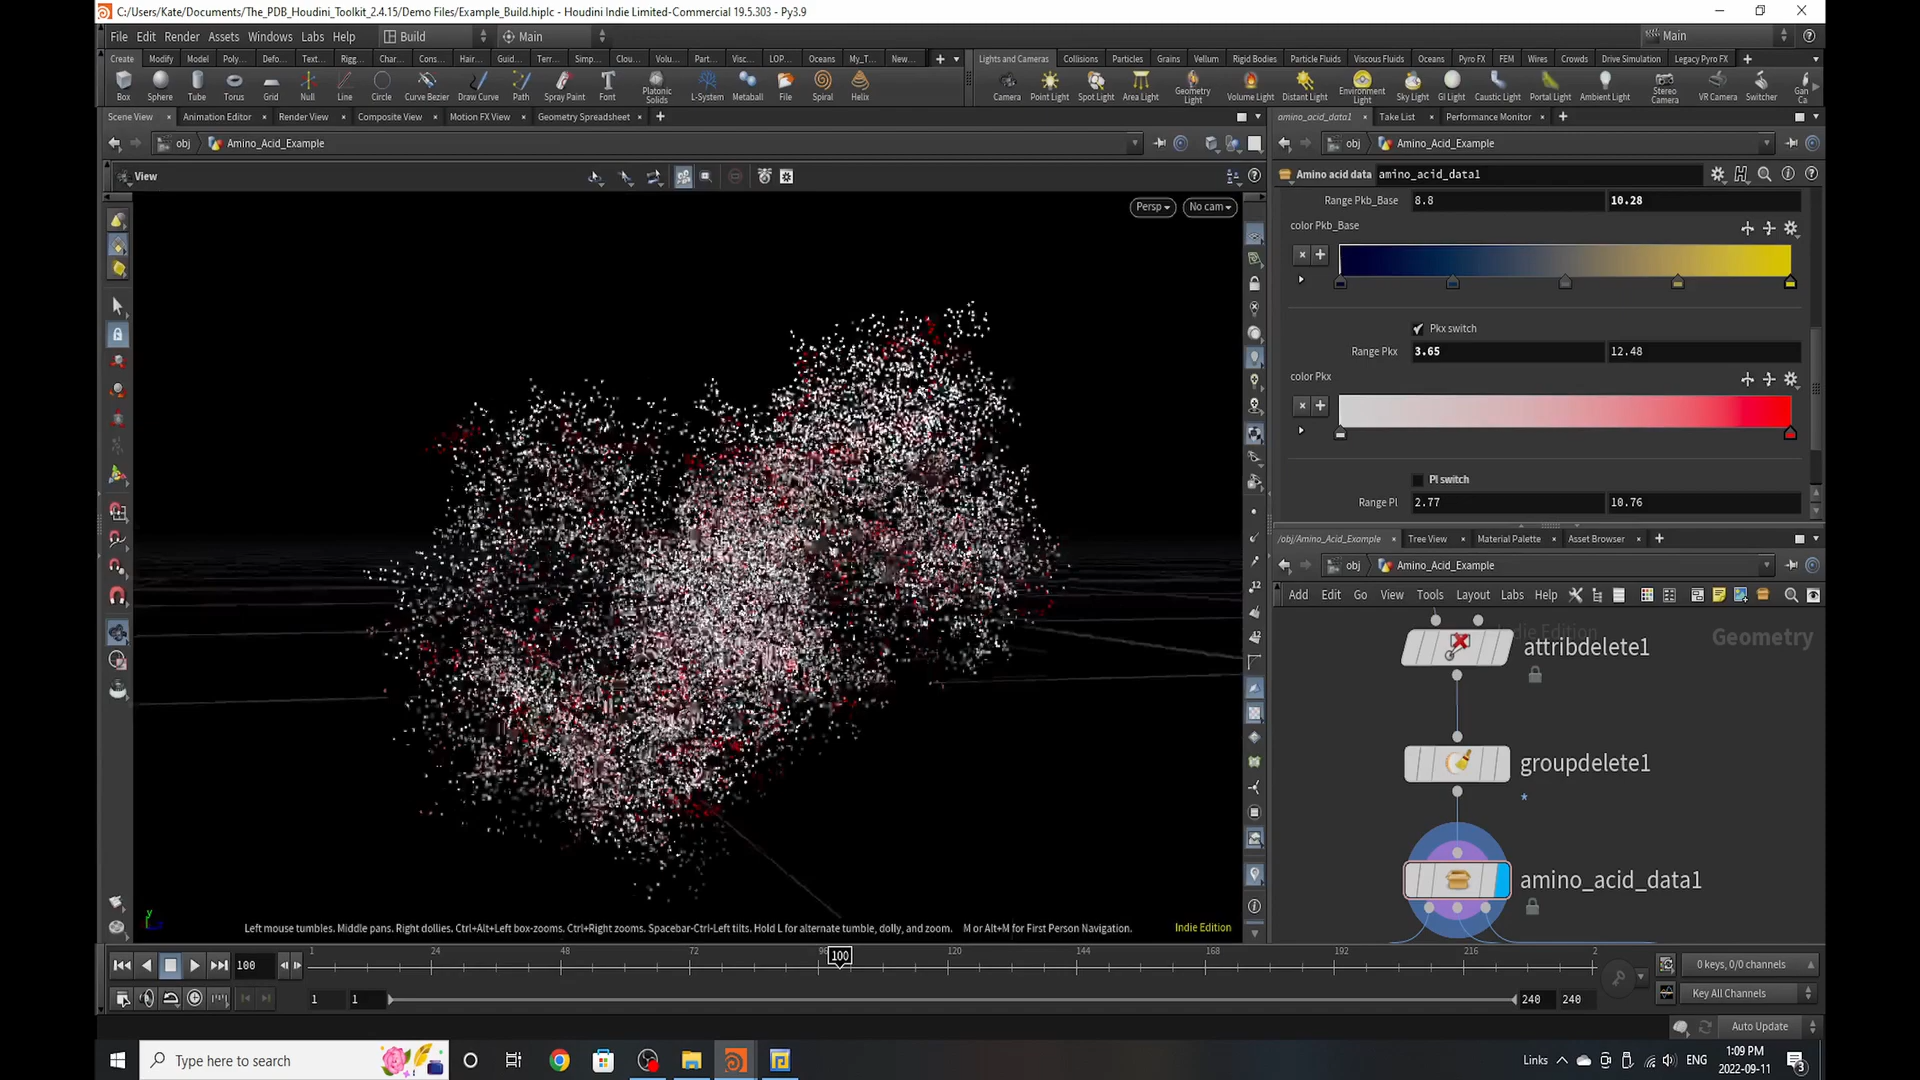 C:/Users/Kate/Documents/The_PDB_Houdini_Toolkit_2.4.15/Demo Files/Example_Build.hiplc - Houdini Indie Limited-Commercial 19.5.303 - Py3.9
File Edit Render Assets Windows Labs Help Build Main Main
Create Modify Model Poly... Defo... Text... Rigg... Char... Cons... Hair... Guid... Terr... Simp... Clou... Volu... Part... Visc... LOP... Oceans My_T... New... Lights and Cameras Collisions Particles Grains Vellum Rigid Bodies Particle Fluids Viscous Fluids Oceans Pyro FX FEM Wires Crowds Drive Simulation Legacy Pyro FX
Box Sphere Tube Torus Grid Null Line Circle Curve Bezier Draw Curve Path Spray Paint Font Platonic Solids L-System Metaball File Spiral Helix Camera Point Light Spot Light Area Light Geometry Light Volume Light Distant Light Environment Light Sky Light GI Light Caustic Light Portal Light Ambient Light Stereo Camera VR Camera Switcher Gan Ca
Scene View Animation Editor Render View Composite View Motion FX View Geometry Spreadsheet amino_acid_data1 Take List Performance Monitor
obj Amino_Acid_Example obj Amino_Acid_Example
View
Amino acid data amino_acid_data1
Persp No cam
Range Pkb_Base 8.8 10.28
color Pkb_Base
Pkx switch
Range Pkx 3.65 12.48
color Pkx
PI switch
Range PI 2.77 10.76
/obj/Amino_Acid_Example Tree View Material Palette Asset Browser
obj Amino_Acid_Example
Add Edit Go View Tools Layout Labs Help
Indie Edition
Geometry
attribdelete1
groupdelete1
amino_acid_data1
y
Left mouse tumbles. Middle pans. Right dollies. Ctrl+Alt+Left box-zooms. Ctrl+Right zooms. Spacebar-Ctrl-Left tilts. Hold L for alternate tumble, dolly, and zoom. M or Alt+M for First Person Navigation.
Indie Edition
100 1 24 48 72 96 100 120 144 168 192 216 2
0 keys, 0/0 channels
1 1 240 240
Key All Channels
Auto Update
Type here to search
Links ENG 1:09 PM
2022-09-11
3